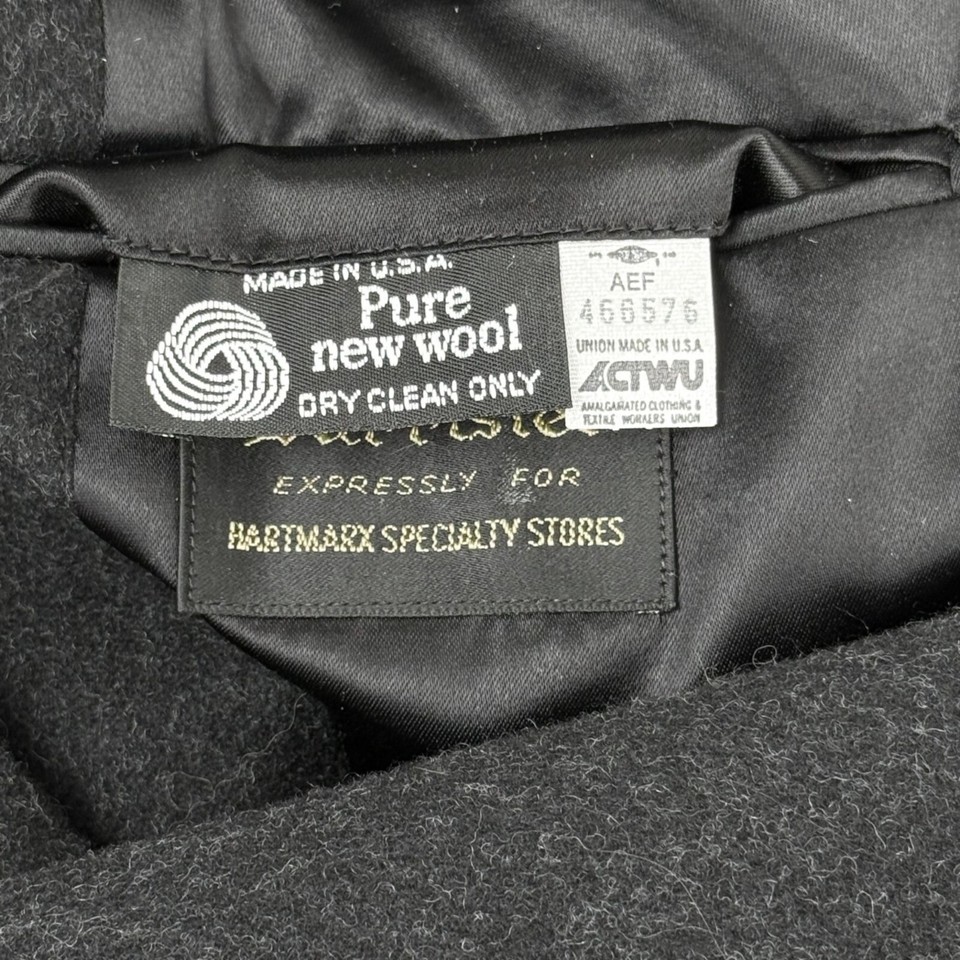 MADE IN U.S.A.
Pure
new wool
DRY CLEAN ONLY
AEF
466576
UNION MADE IN U.S.A
ACTWU
AMALGAMATED CLOTHING &
TEXTILE WORKERS UNION
EXPRESSLY FOR
HARTMARX SPECIALTY STORES